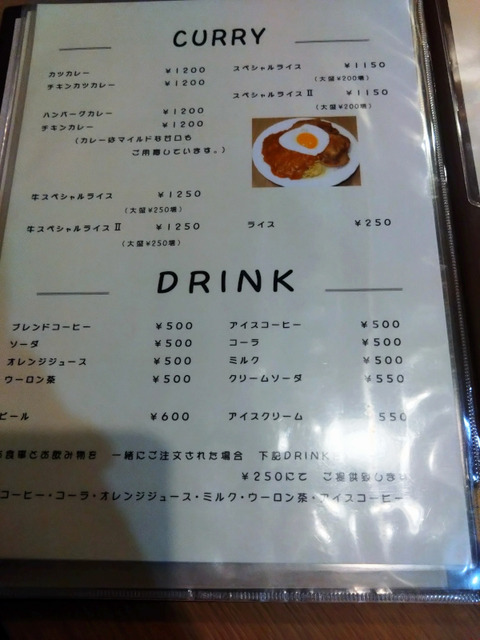 CURRY
カツカレー ¥1200
チキンカツカレー ¥1200
ハンバーグカレー ¥1200
チキンカレー ¥1200
(カレーはマイルドな甘口も
ご用意しています。)
牛スペシャルライス ¥1250
(大盛¥250増)
牛スペシャルライスⅡ ¥1250
(大盛¥250増)
スペシャルライス ¥1150
(大盛¥200増)
スペシャルライスⅡ ¥1150
(大盛¥200増)
ライス ¥250
DRINK
ブレンドコーヒー ¥500
ソーダ ¥500
オレンジジュース ¥500
ウーロン茶 ¥500
ビール ¥600
アイスコーヒー ¥500
コーラ ¥500
ミルク ¥500
クリームソーダ ¥550
アイスクリーム 550
食事とお飲み物を 一緒にご注文された場合 下記DRINK
¥250にて ご提供致します
コーヒー・コーラ・オレンジジュース・ミルク・ウーロン茶・アイスコーヒー